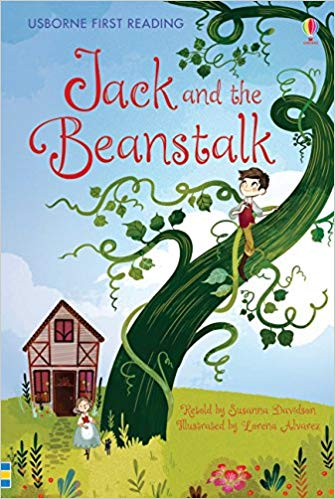 USBORNE FIRST READING
Jack and the
Beanstalk
Retold by Susanna Davidson
Illustrated by Lorena Alvarez